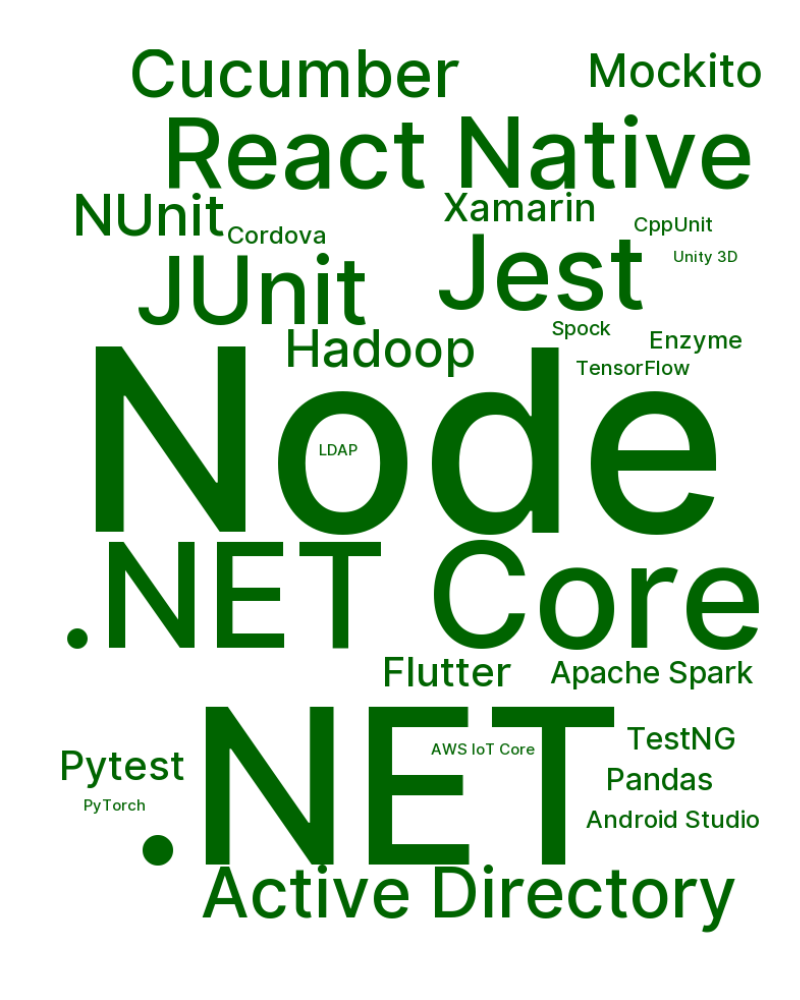 Cucumber
Mockito
React Native
NUnit
Xamarin
CppUnit
Cordova
Unity 3D
JUnit
Jest
Spock
Hadoop
Enzyme
TensorFlow
Node
LDAP
.NET Core
Flutter
Apache Spark
.NET
TestNG
AWS IoT Core
Pytest
Pandas
PyTorch
Android Studio
Active Directory